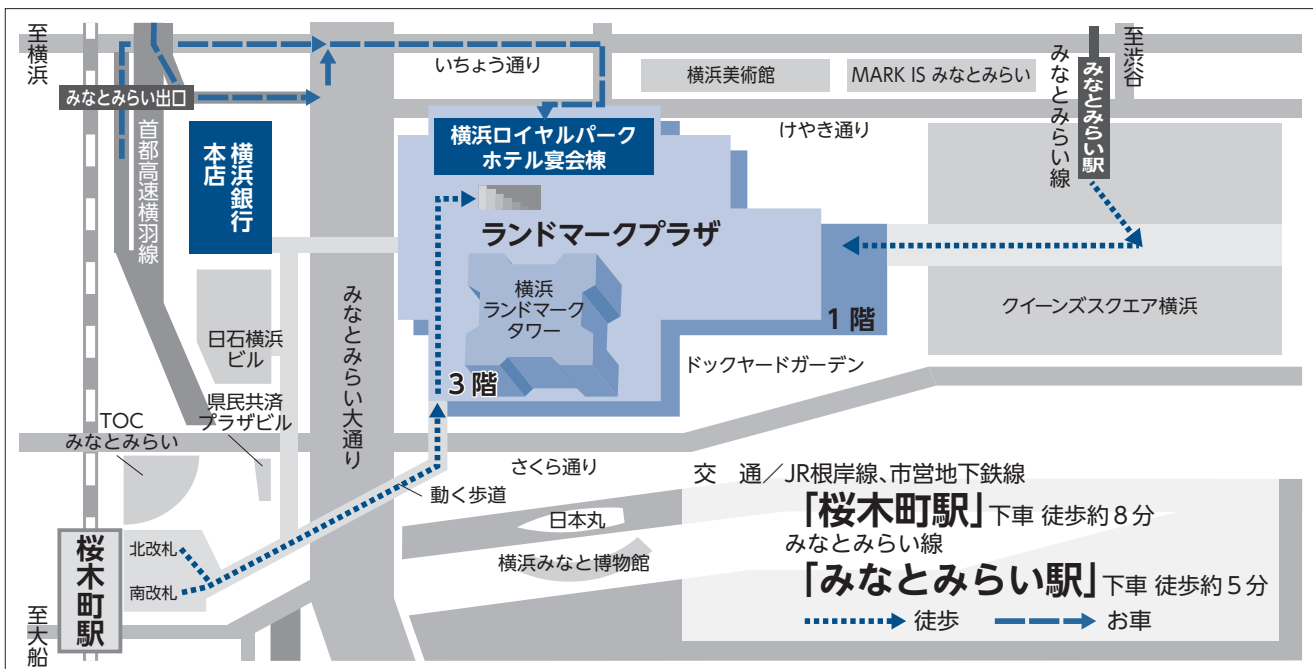 至横浜
いちょう通り
みなとみらい出口
首都高速横羽線
横浜銀行
本店
横浜ロイヤルパーク
ホテル宴会棟
横浜美術館
MARK IS みなとみらい
けやき通り
みなとみらい線
みなとみらい駅
至渋谷
ランドマークプラザ
横浜
ランドマーク
タワー
1階
3階
クイーンズスクエア横浜
ドックヤードガーデン
日石横浜
ビル
みなとみらい大通り
県民共済
プラザビル
TOC
みなとみらい
さくら通り
動く歩道
日本丸
横浜みなと博物館
北改札
南改札
桜木町駅
至大船
交 通／JR根岸線、市営地下鉄線
「桜木町駅」下車 徒歩約8分
みなとみらい線
「みなとみらい駅」下車 徒歩約5分
徒歩 お車